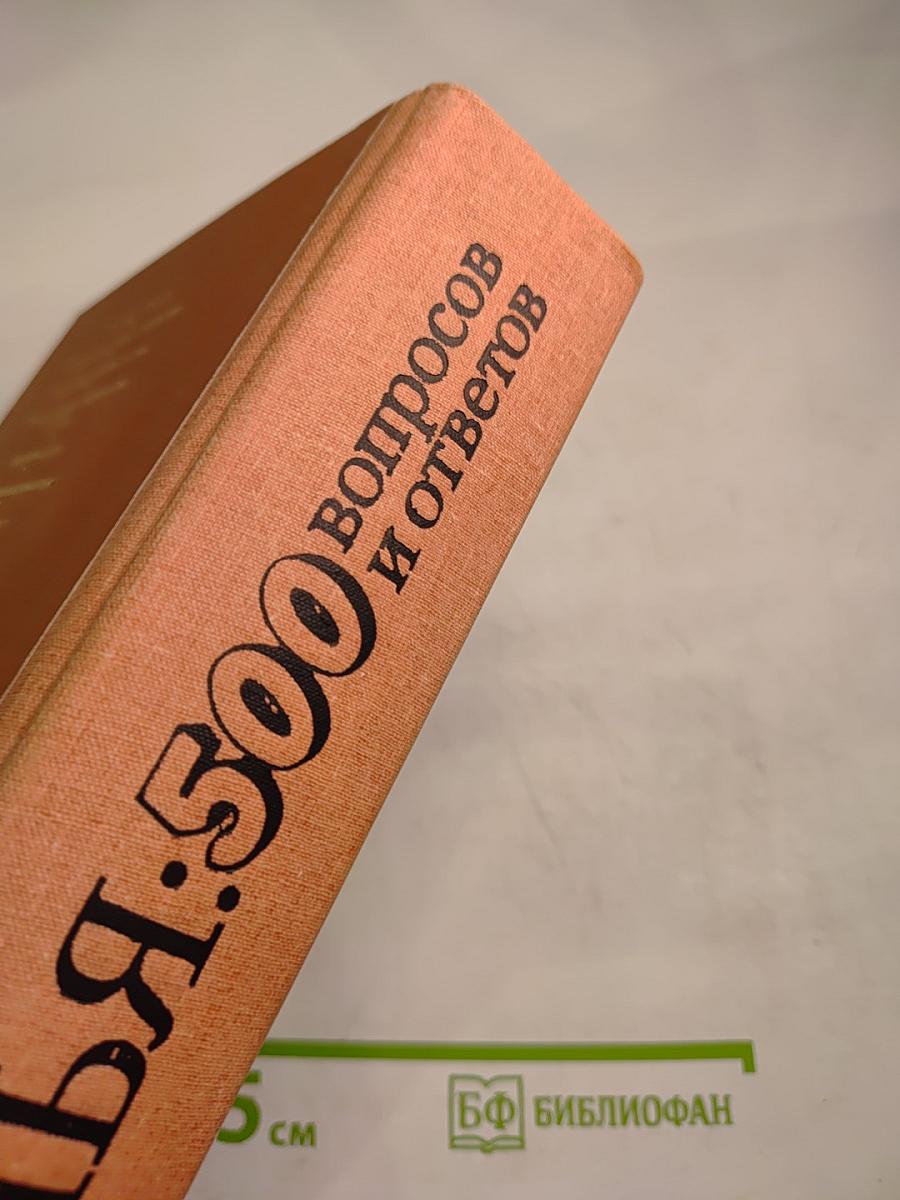 ЬЯ: 500 вопросов
и ответов
5 см
БФ БИБЛИОФАН